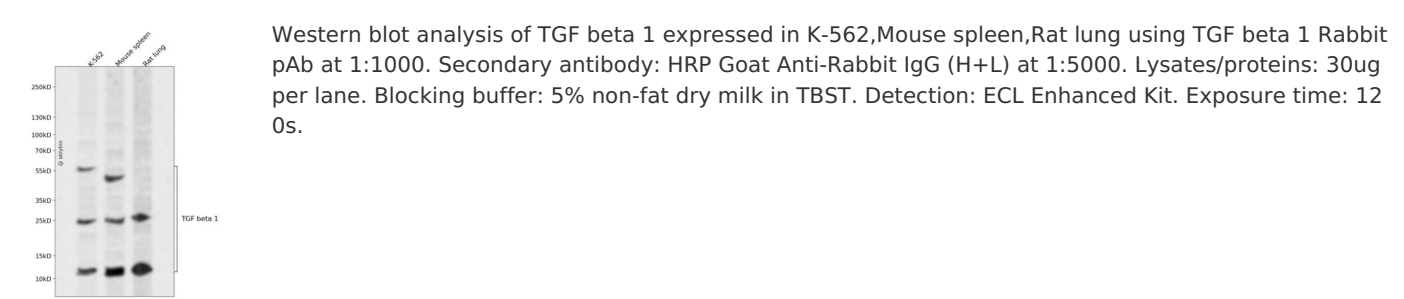 K-562
Mouse spleen
Rat lung
250kD
130kD
100kD
70kD
@ ablybio
55kD
35kD
25kD
TGF beta 1
15kD
10kD
Western blot analysis of TGF beta 1 expressed in K-562,Mouse spleen,Rat lung using TGF beta 1 Rabbit
pAb at 1:1000. Secondary antibody: HRP Goat Anti-Rabbit IgG (H+L) at 1:5000. Lysates/proteins: 30ug
per lane. Blocking buffer: 5% non-fat dry milk in TBST. Detection: ECL Enhanced Kit. Exposure time: 12
0s.